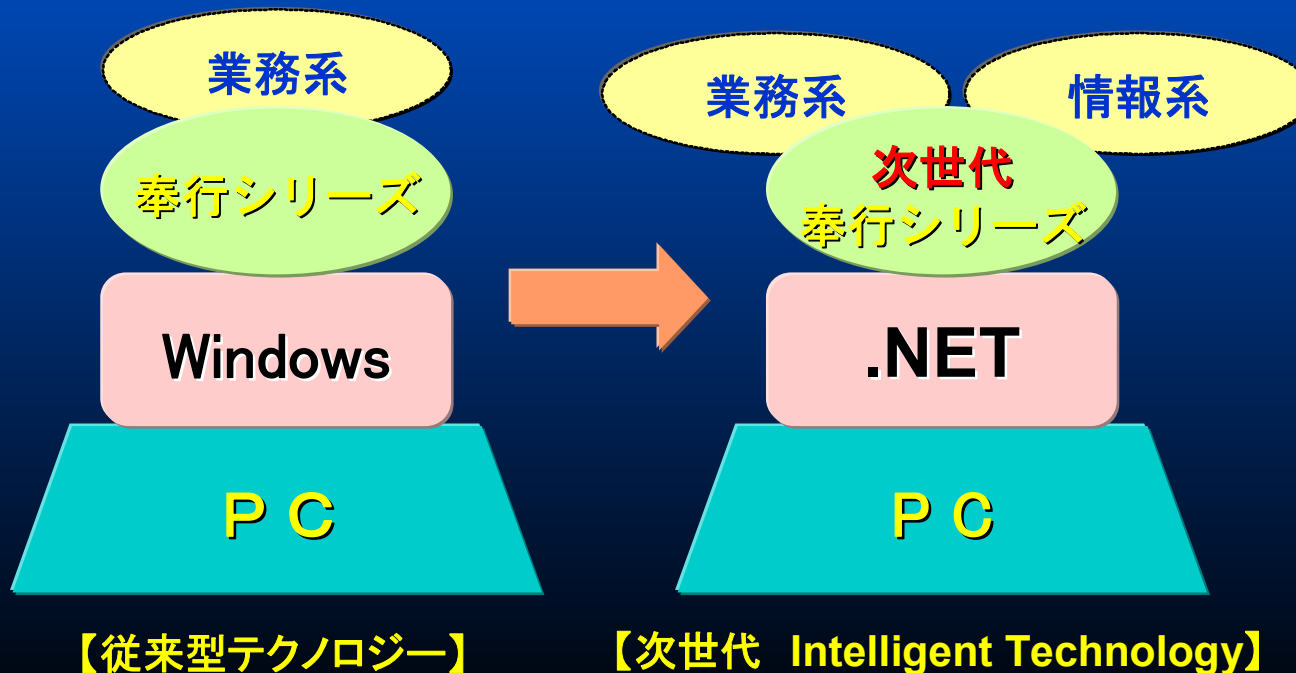 業務系
奉行シリーズ
Windows
ＰＣ
【従来型テクノロジー】
業務系
情報系
次世代
奉行シリーズ
.NET
ＰＣ
【次世代　Intelligent Technology】